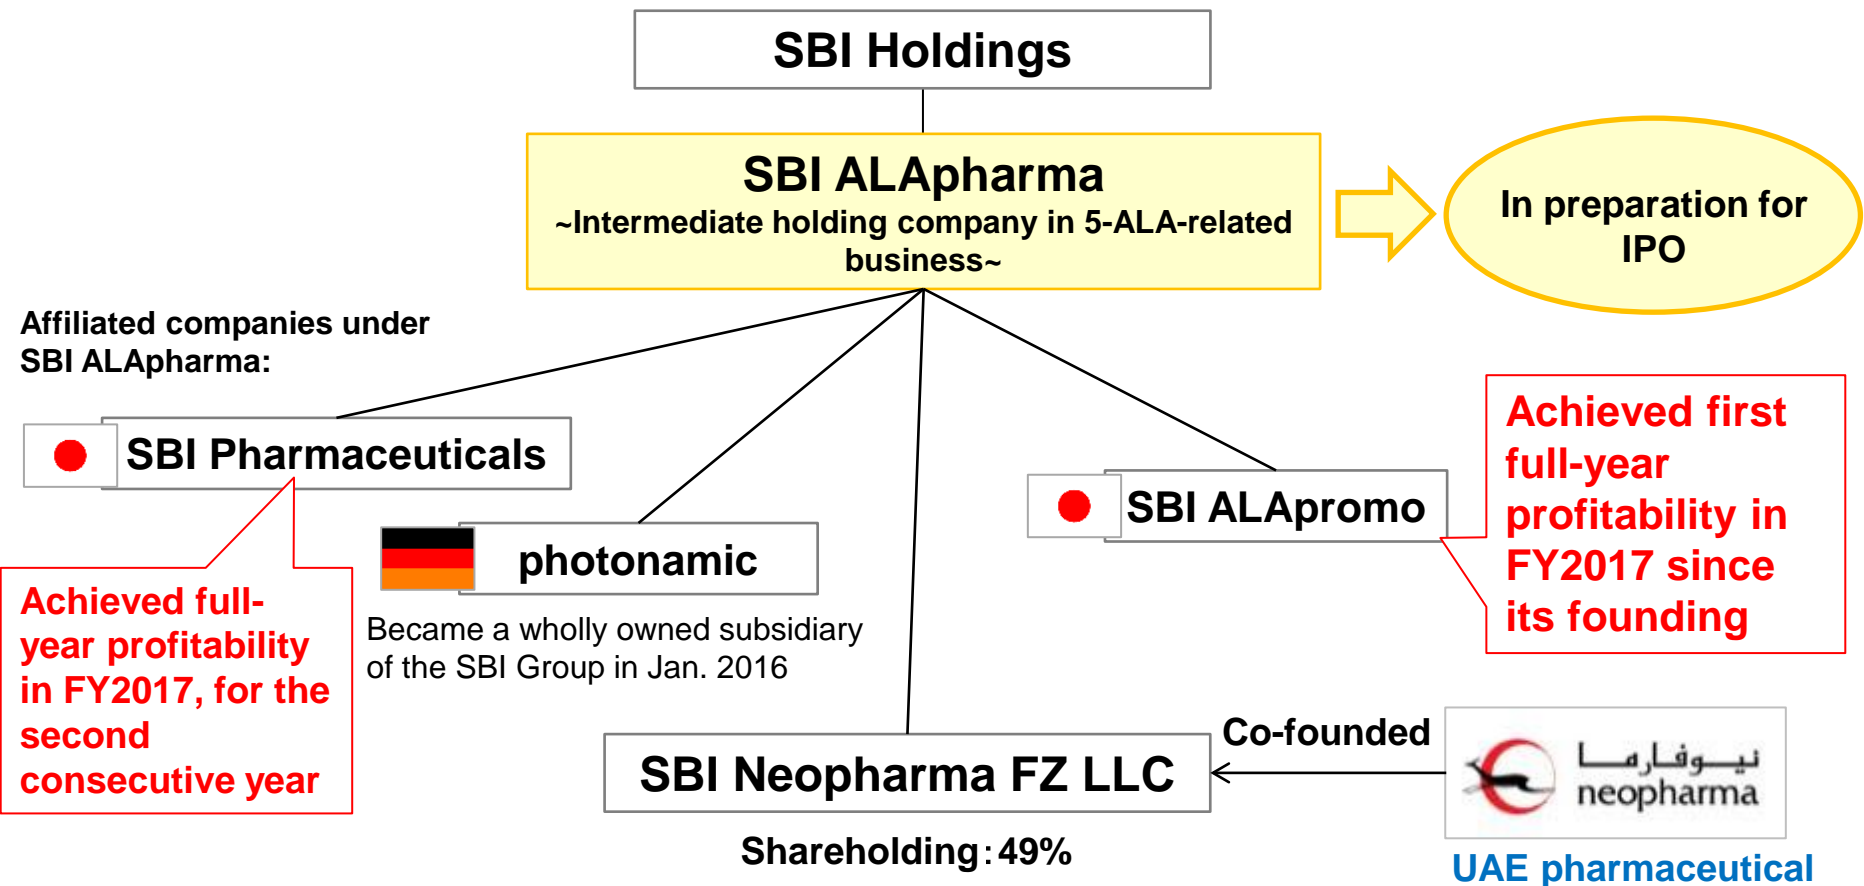 SBI Holdings
SBI ALApharma
~Intermediate holding company in 5-ALA-related
business~
In preparation for
IPO
Affiliated companies under
SBI ALApharma:
SBI Pharmaceuticals
SBI ALApromo
Achieved first
full-year
profitability in
FY2017 since
its founding
photonamic
Became a wholly owned subsidiary
of the SBI Group in Jan. 2016
Achieved full-
year profitability
in FY2017, for the
second
consecutive year
SBI Neopharma FZ LLC
Shareholding：49%
Co-founded
نيوفارما
neopharma
UAE pharmaceutical